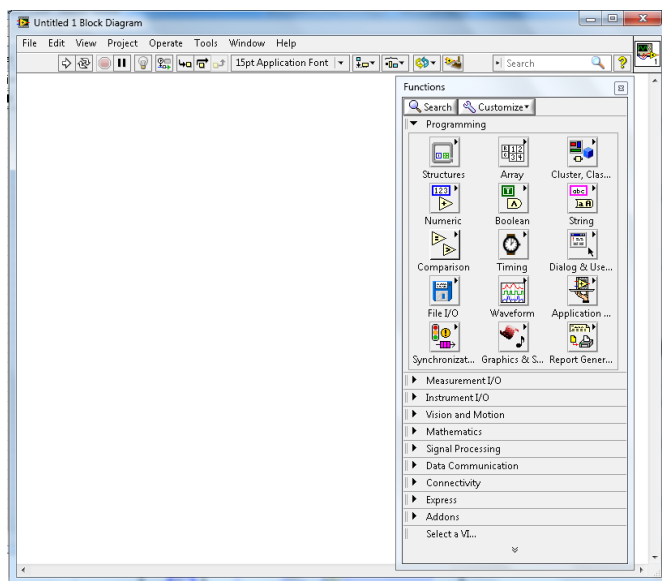 Untitled 1 Block Diagram
File Edit View Project Operate Tools Window Help
15pt Application Font
Search
Functions
Search Customize
Programming
Structures Array Cluster, Clas...
Numeric Boolean String
Comparison Timing Dialog & Use...
File I/O Waveform Application ...
Synchronizat... Graphics & S... Report Gener...
Measurement I/O
Instrument I/O
Vision and Motion
Mathematics
Signal Processing
Data Communication
Connectivity
Express
Addons
Select a VI...